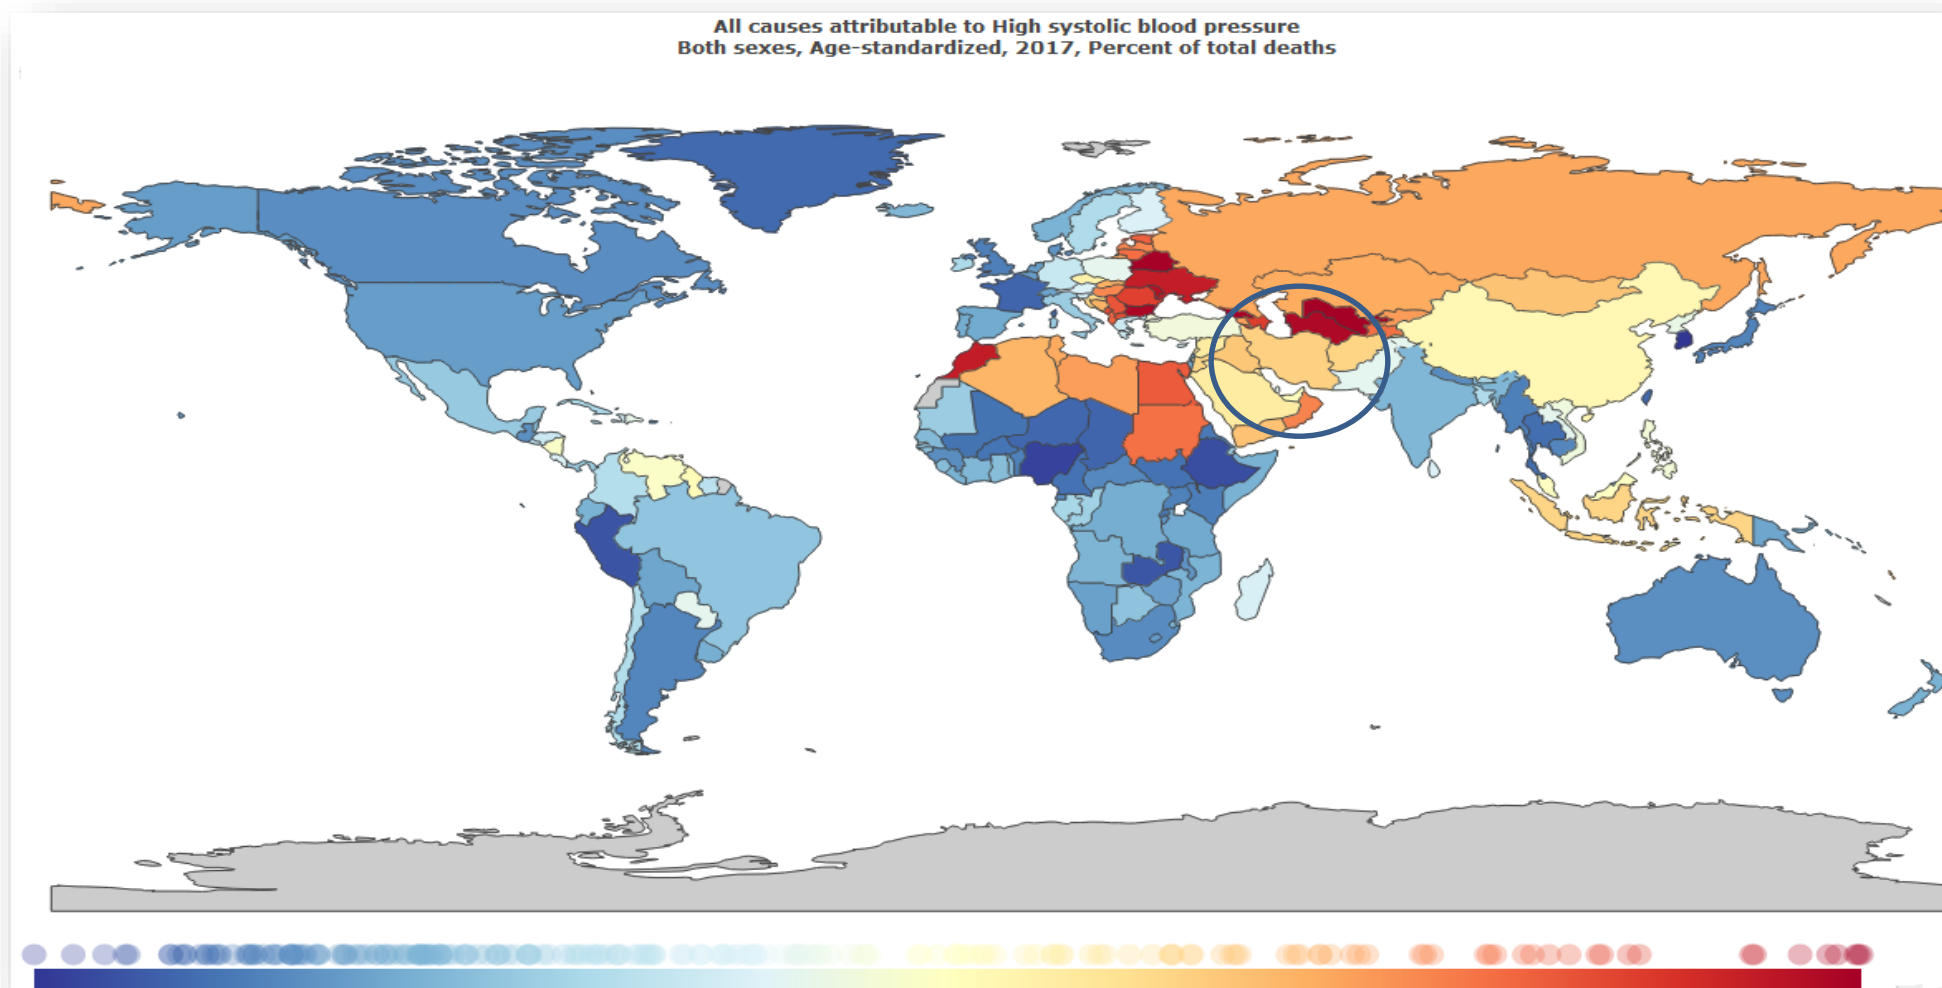 All causes attributable to High systolic blood pressure
Both sexes, Age-standardized, 2017, Percent of total deaths